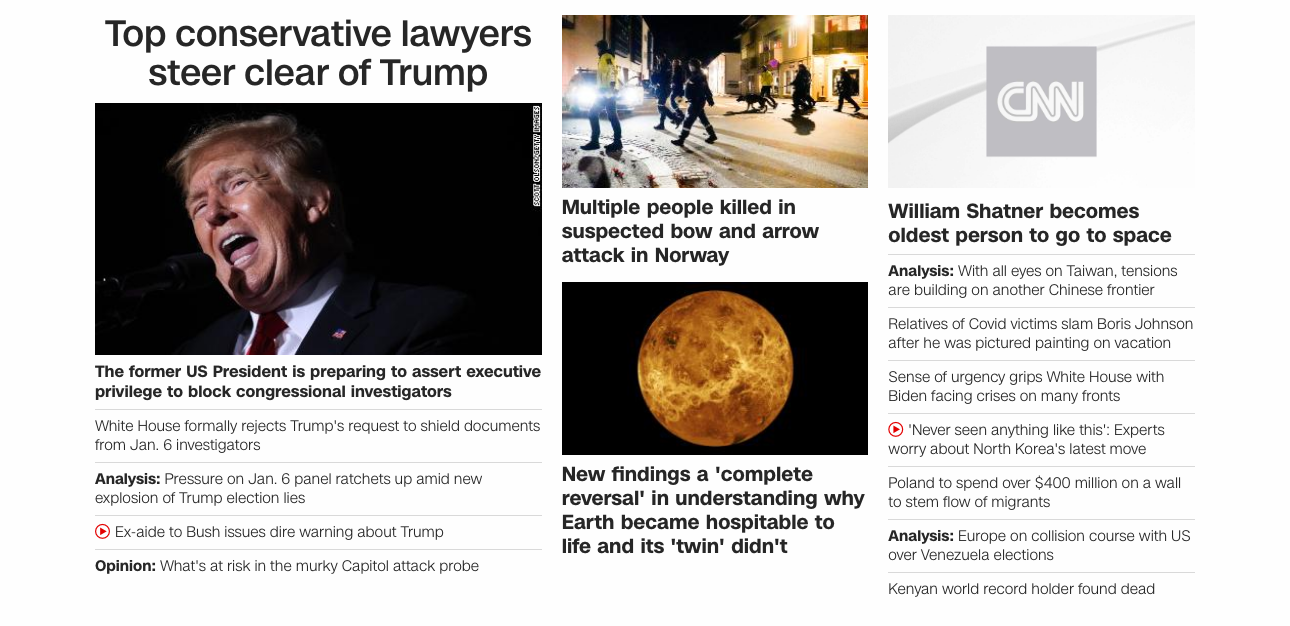 Top conservative lawyers
steer clear of Trump
SCOTT OLSON/GETTY IMAGES
The former US President is preparing to assert executive
privilege to block congressional investigators
White House formally rejects Trump's request to shield documents
from Jan. 6 investigators
Analysis: Pressure on Jan. 6 panel ratchets up amid new
explosion of Trump election lies
Ex-aide to Bush issues dire warning about Trump
Opinion: What's at risk in the murky Capitol attack probe
Multiple people killed in
suspected bow and arrow
attack in Norway
New findings a 'complete
reversal' in understanding why
Earth became hospitable to
life and its 'twin' didn't
CNN
William Shatner becomes
oldest person to go to space
Analysis: With all eyes on Taiwan, tensions
are building on another Chinese frontier
Relatives of Covid victims slam Boris Johnson
after he was pictured painting on vacation
Sense of urgency grips White House with
Biden facing crises on many fronts
'Never seen anything like this': Experts
worry about North Korea's latest move
Poland to spend over $400 million on a wall
to stem flow of migrants
Analysis: Europe on collision course with US
over Venezuela elections
Kenyan world record holder found dead